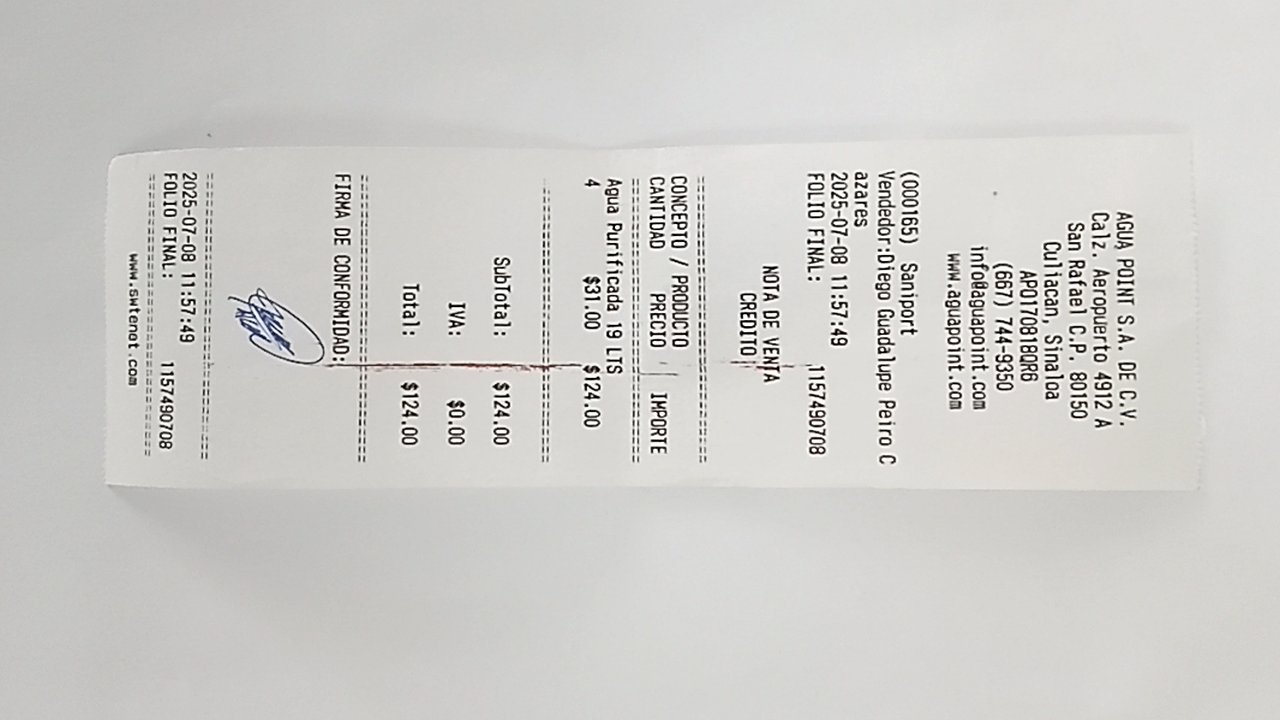 AGUA POINT S.A. DE C.V.
Calz. Aeropuerto 4912 A
San Rafael C.P. 80150
Culiacan, Sinaloa
APO170818QR6
(667) 744-9350
info@aguapoint.com
www.aguapoint.com
(000165) Saniport
Vendedor:Diego Guadalupe Peiro C
azares
2025-07-08 11:57:49
FOLIO FINAL: 1157490708
NOTA DE VENTA
CREDITO
================================
CONCEPTO / PRODUCTO
CANTIDAD PRECIO IMPORTE
================================
Agua Purificada 19 LTS
4 $31.00 $124.00
================================
SubTotal: $124.00
IVA: $0.00
Total: $124.00
================================
FIRMA DE CONFORMIDAD:
================================
2025-07-08 11:57:49
FOLIO FINAL: 1157490708
================================
www.swtenet.com